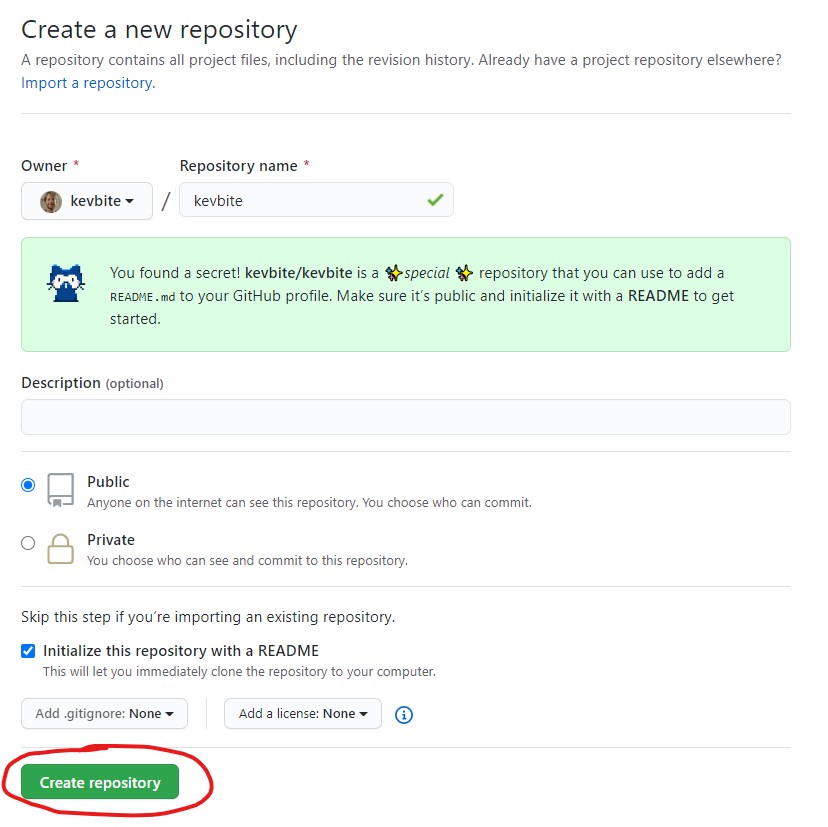 Create a new repository
A repository contains all project files, including the revision history. Already have a project repository elsewhere?
Import a repository.
Owner * Repository name *
kevbite / kevbite
You found a secret! kevbite/kevbite is a ✨special ✨ repository that you can use to add a
README.md to your GitHub profile. Make sure it’s public and initialize it with a README to get
started.
Description (optional)
Public
Anyone on the internet can see this repository. You choose who can commit.
Private
You choose who can see and commit to this repository.
Skip this step if you’re importing an existing repository.
Initialize this repository with a README
This will let you immediately clone the repository to your computer.
Add .gitignore: None Add a license: None
Create repository